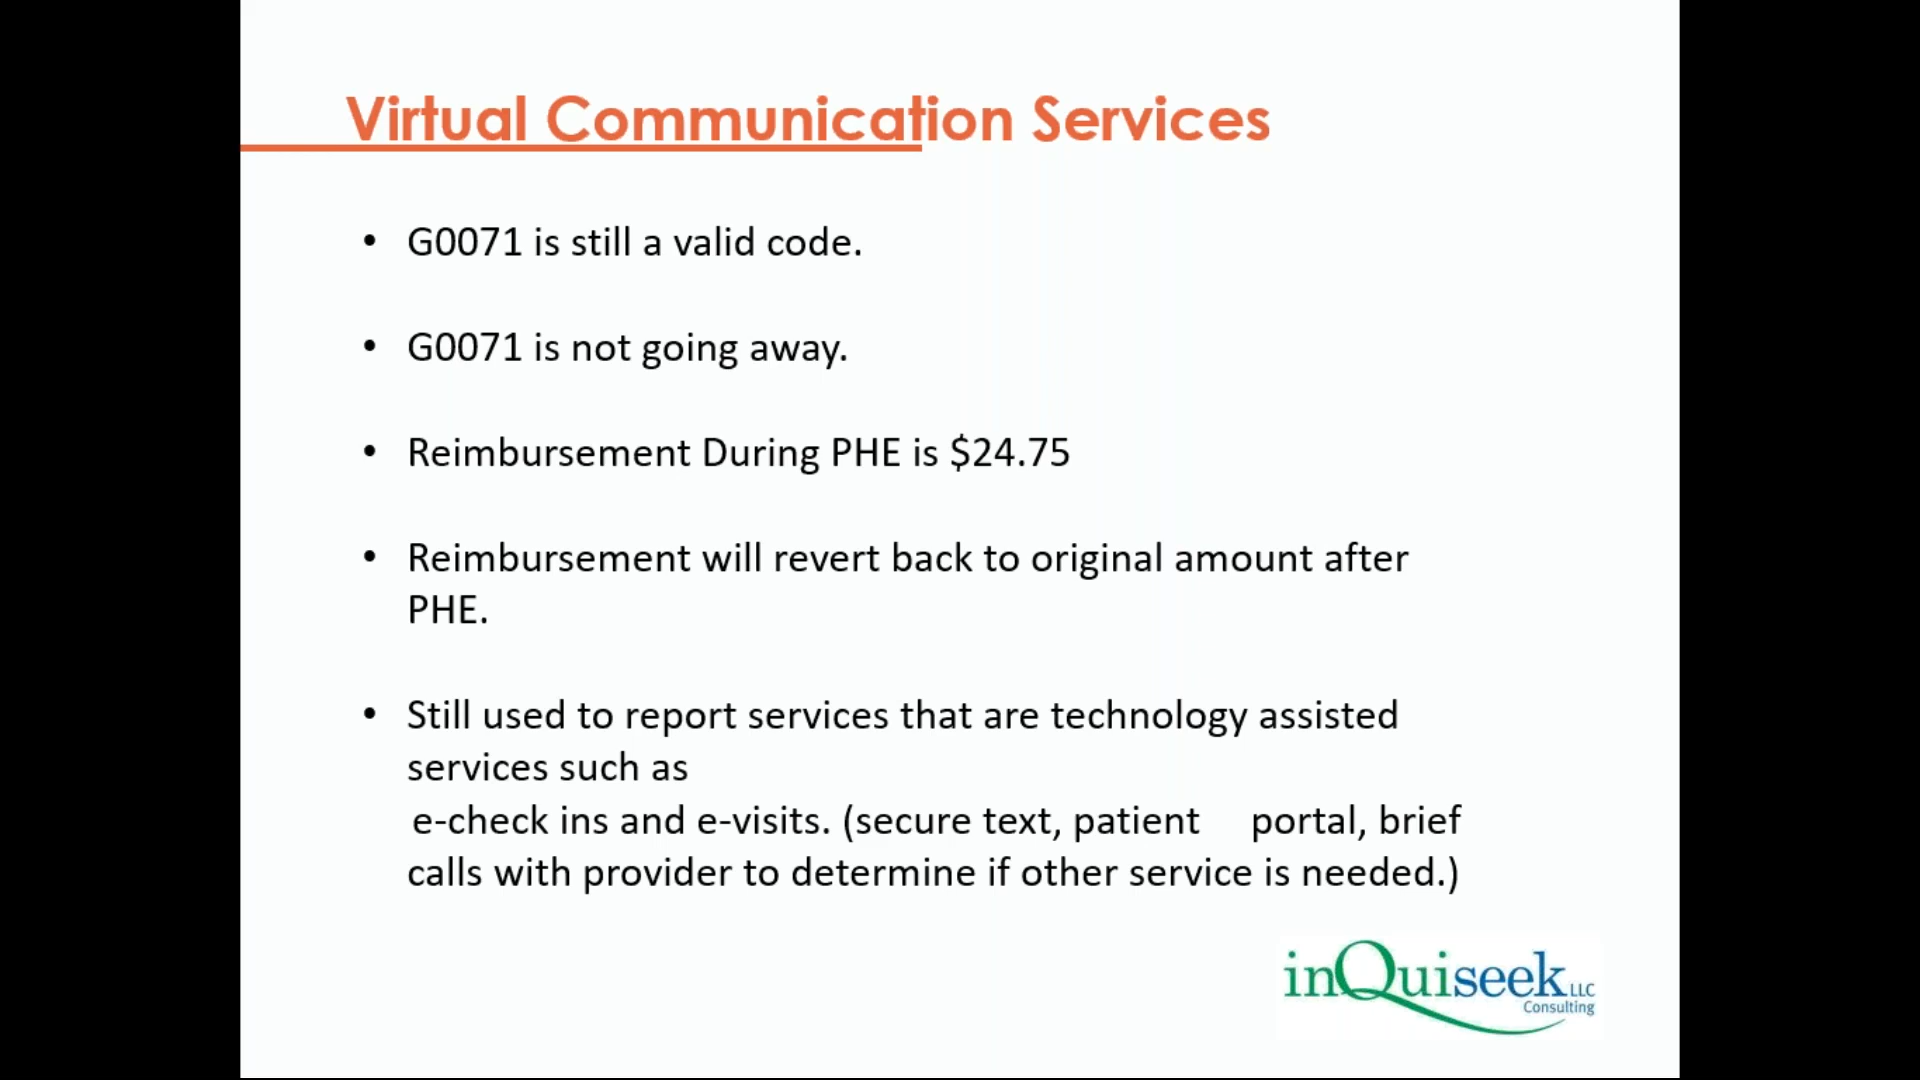 Virtual Communication Services
• G0071 is still a valid code.
• G0071 is not going away.
• Reimbursement During PHE is $24.75
• Reimbursement will revert back to original amount after
PHE.
• Still used to report services that are technology assisted
services such as
e-check ins and e-visits. (secure text, patient portal, brief
calls with provider to determine if other service is needed.)
inQuiseek LLC
Consulting